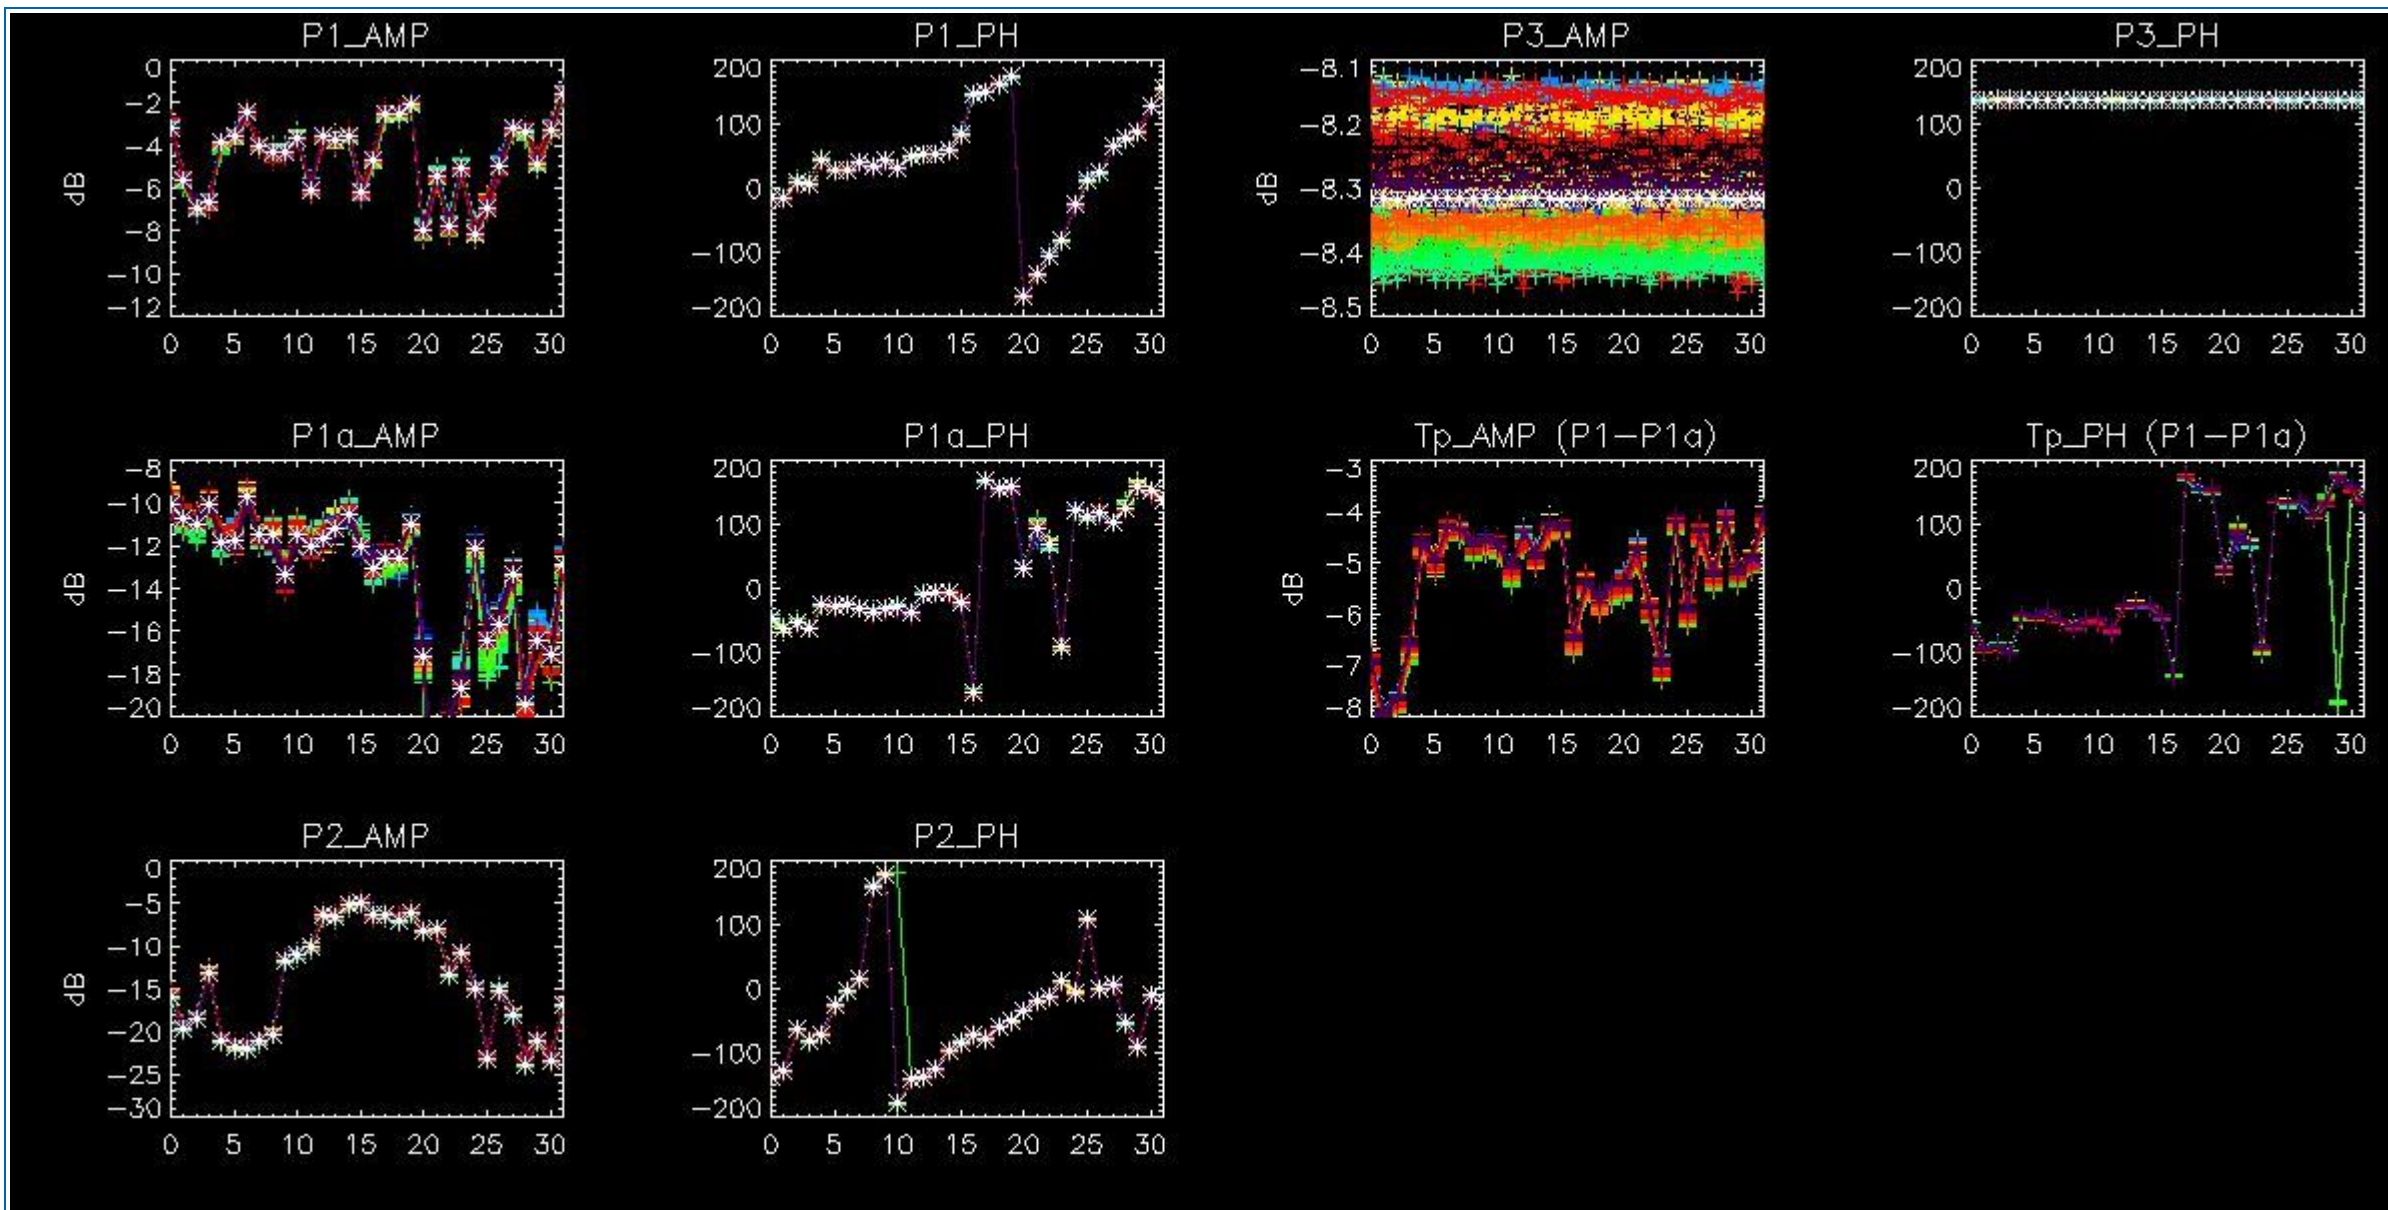 P1_AMP P1_PH P3_AMP P3_PH
0 200 −8.1 200
−2
100 −8.2 100
−4
dB −6 0 dB −8.3 0
−8
−100 −8.4 −100
−10
−12 −200 −8.5 −200
0 5 10 15 20 25 30 0 5 10 15 20 25 30 0 5 10 15 20 25 30 0 5 10 15 20 25 30
P1a_AMP P1a_PH Tp_AMP (P1−P1a) Tp_PH (P1−P1a)
−8 200 −3 200
−10
−4 
100 100
−12
dB −14 0 dB −5 0
−16 −6
−100 −100
−18 −7
−20 −200 −8 −200
0 5 10 15 20 25 30 0 5 10 15 20 25 30 0 5 10 15 20 25 30 0 5 10 15 20 25 30
P2_AMP P2_PH
0 200
−5
100
−10
dB −15 0
−20
−100
−25
−30 −200
0 5 10 15 20 25 30 0 5 10 15 20 25 30